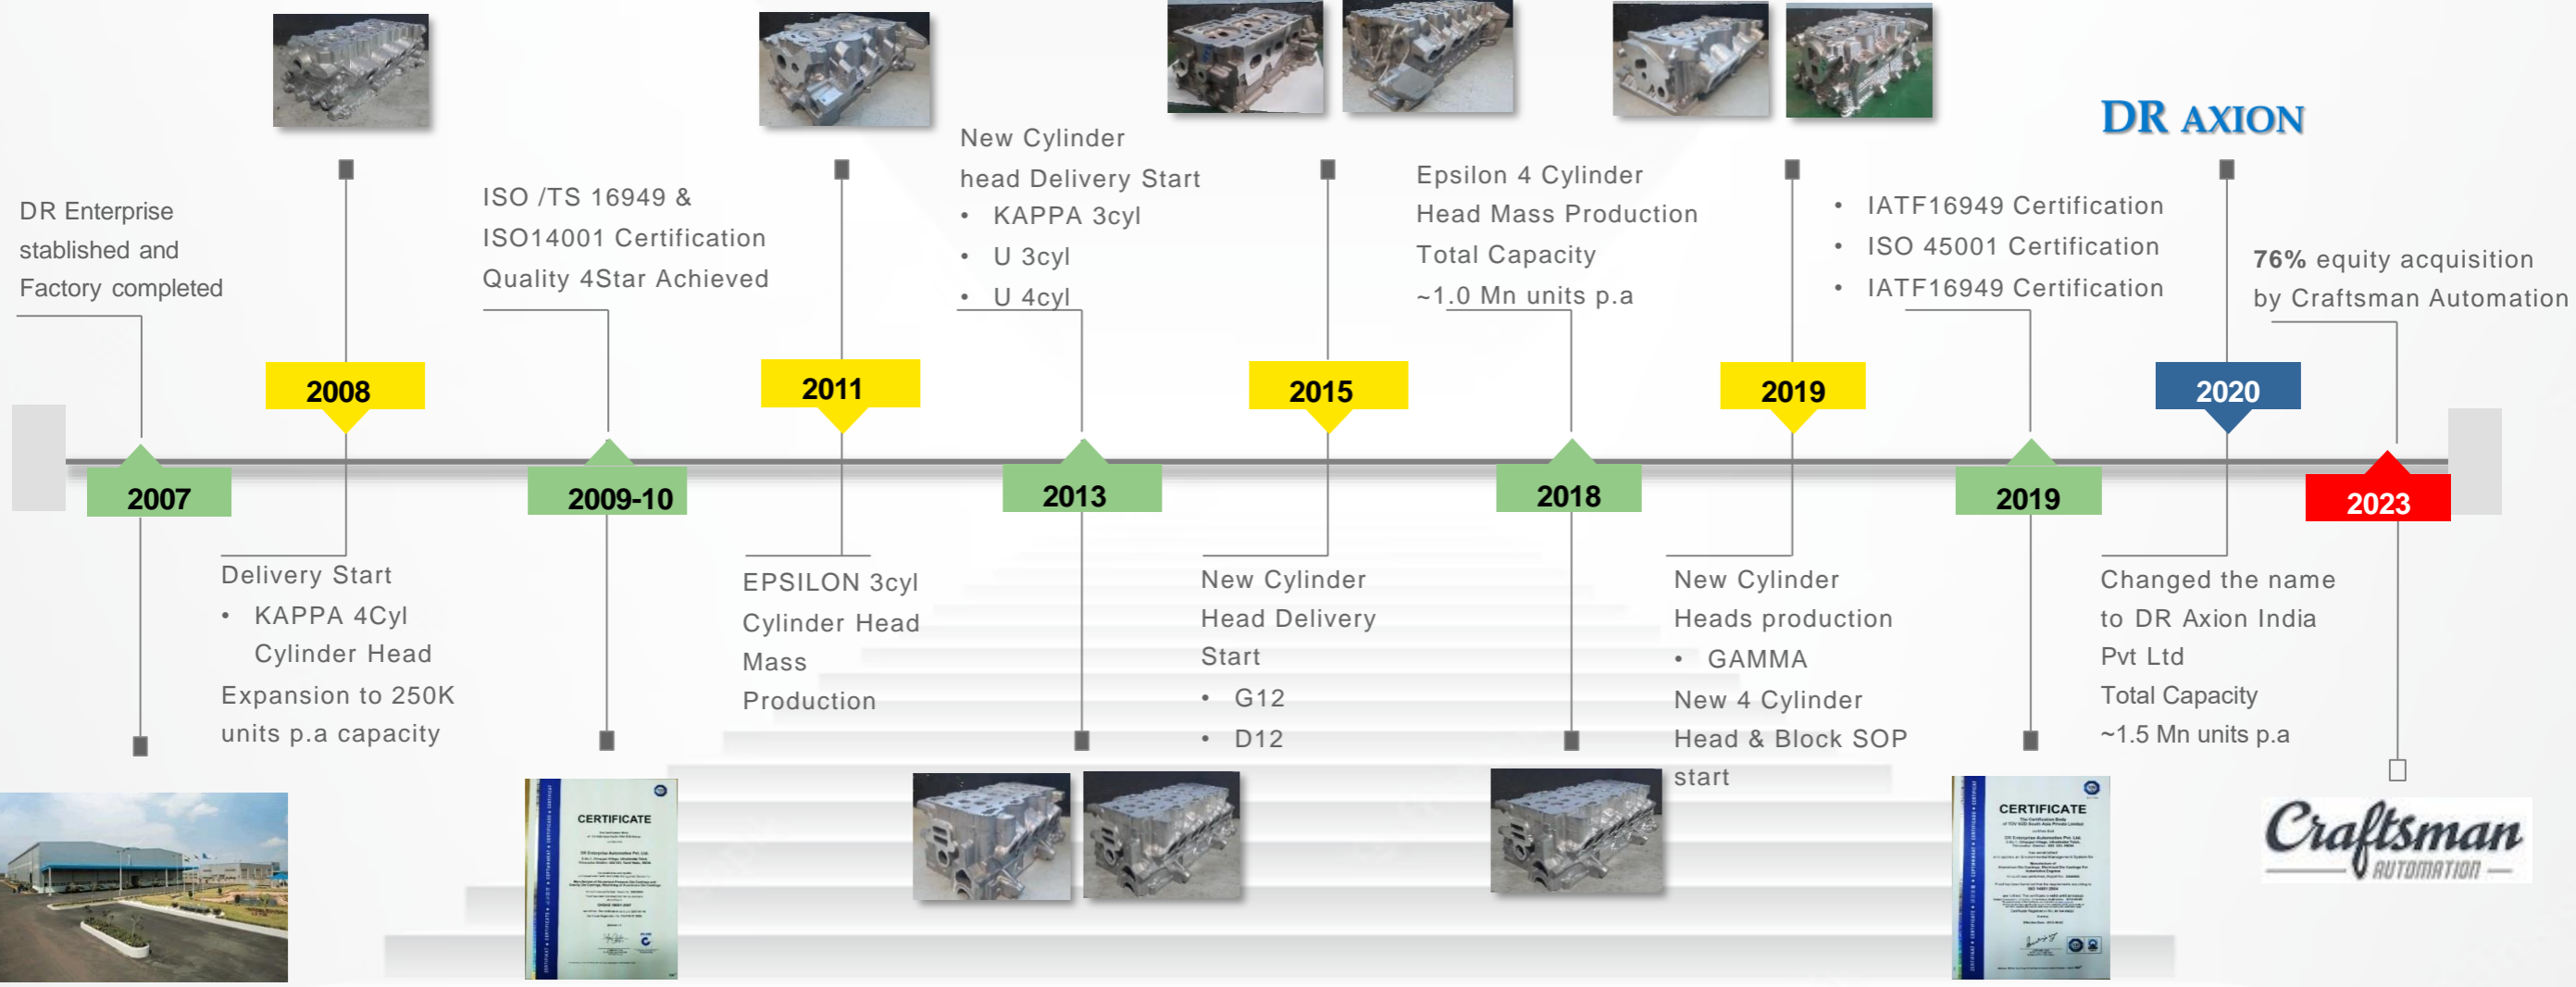 DR Enterprise
stablished and
Factory completed
2007
2008
Delivery Start
• KAPPA 4Cyl
Cylinder Head
Expansion to 250K
units p.a capacity
ISO /TS 16949 &
ISO14001 Certification
Quality 4Star Achieved
2009-10
CERTIFICATE
2011
EPSILON 3cyl
Cylinder Head
Mass
Production
New Cylinder
head Delivery Start
• KAPPA 3cyl
• U 3cyl
• U 4cyl
2013
2015
New Cylinder
Head Delivery
Start
• G12
• D12
Epsilon 4 Cylinder
Head Mass Production
Total Capacity
~1.0 Mn units p.a
2018
2019
New Cylinder
Heads production
• GAMMA
New 4 Cylinder
Head & Block SOP
start
• IATF16949 Certification
• ISO 45001 Certification
• IATF16949 Certification
2019
CERTIFICATE
DR AXION
2020
Changed the name
to DR Axion India
Pvt Ltd
Total Capacity
~1.5 Mn units p.a
76% equity acquisition
by Craftsman Automation
2023
Craftsman
AUTOMATION